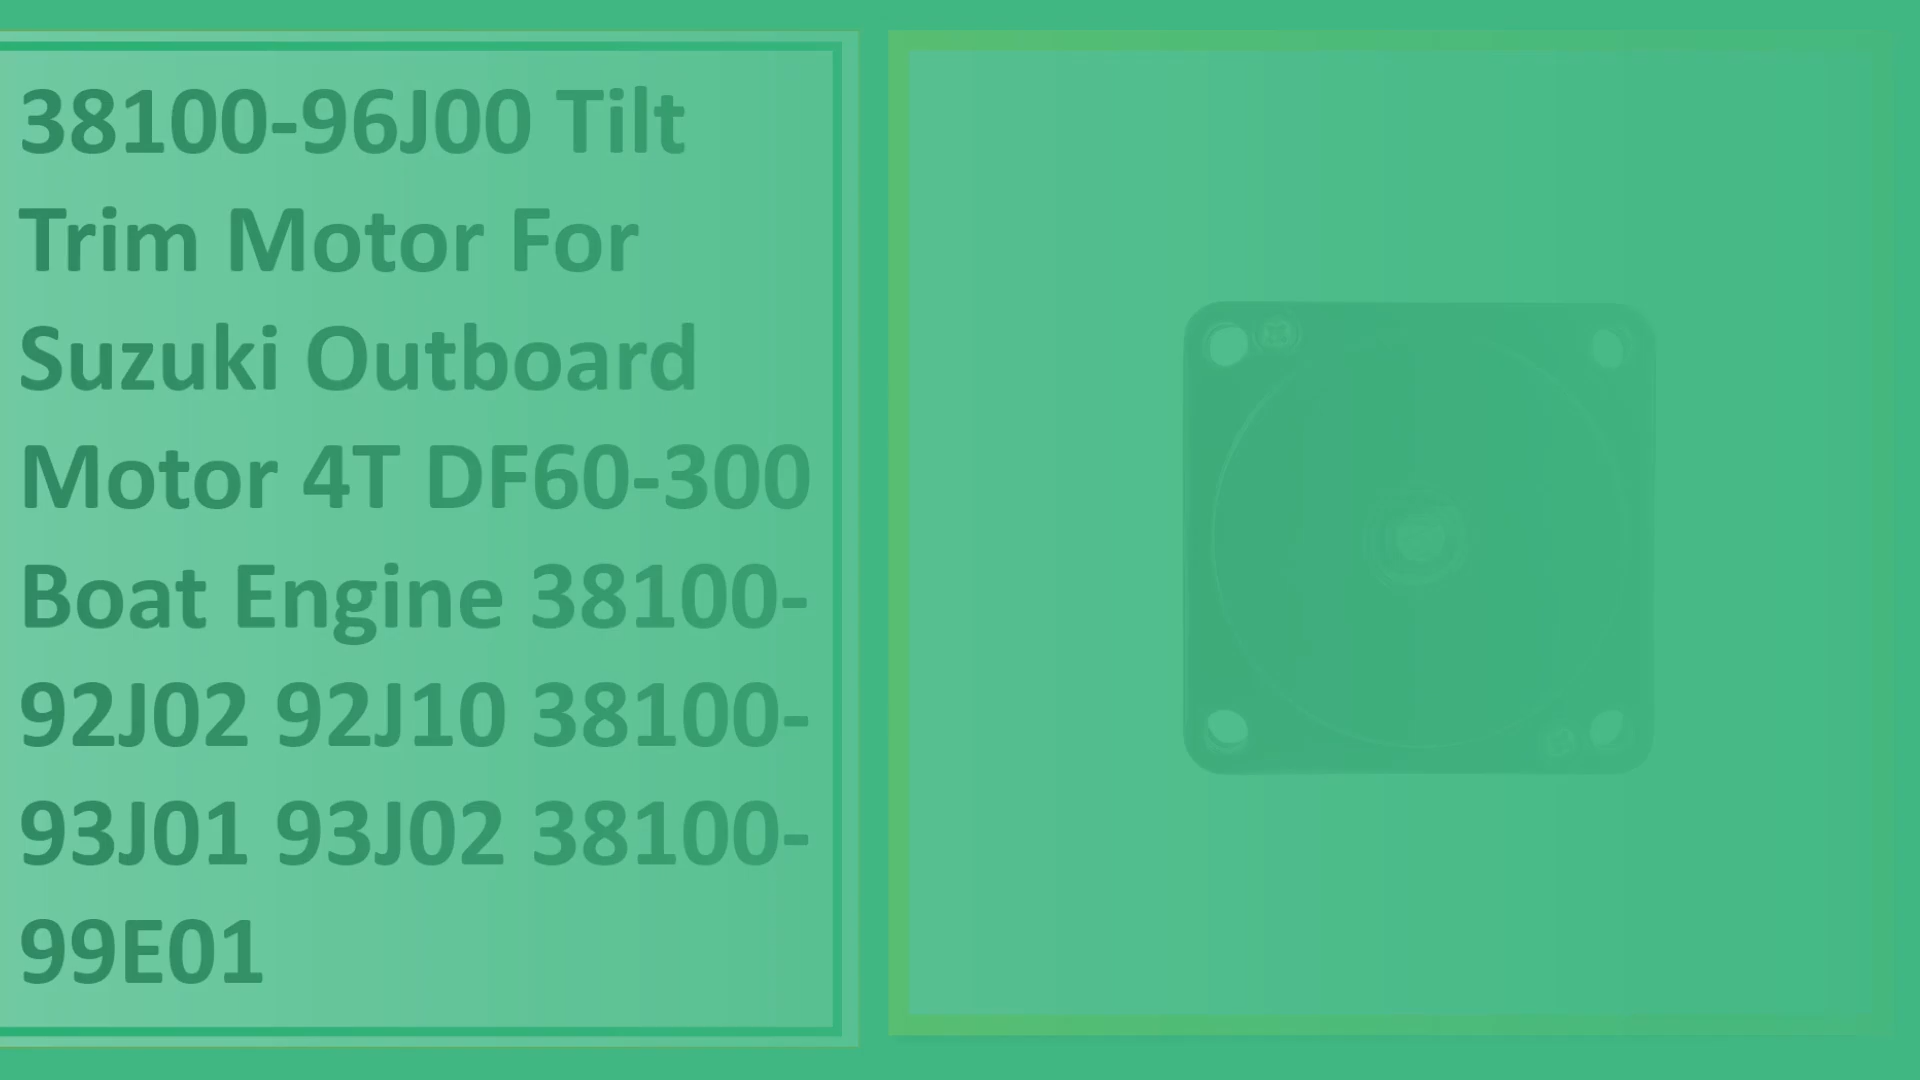 38100-96J00 Tilt
Trim Motor For
Suzuki Outboard
Motor 4T DF60-300
Boat Engine 38100-
92J02 92J10 38100-
93J01 93J02 38100-
99E01